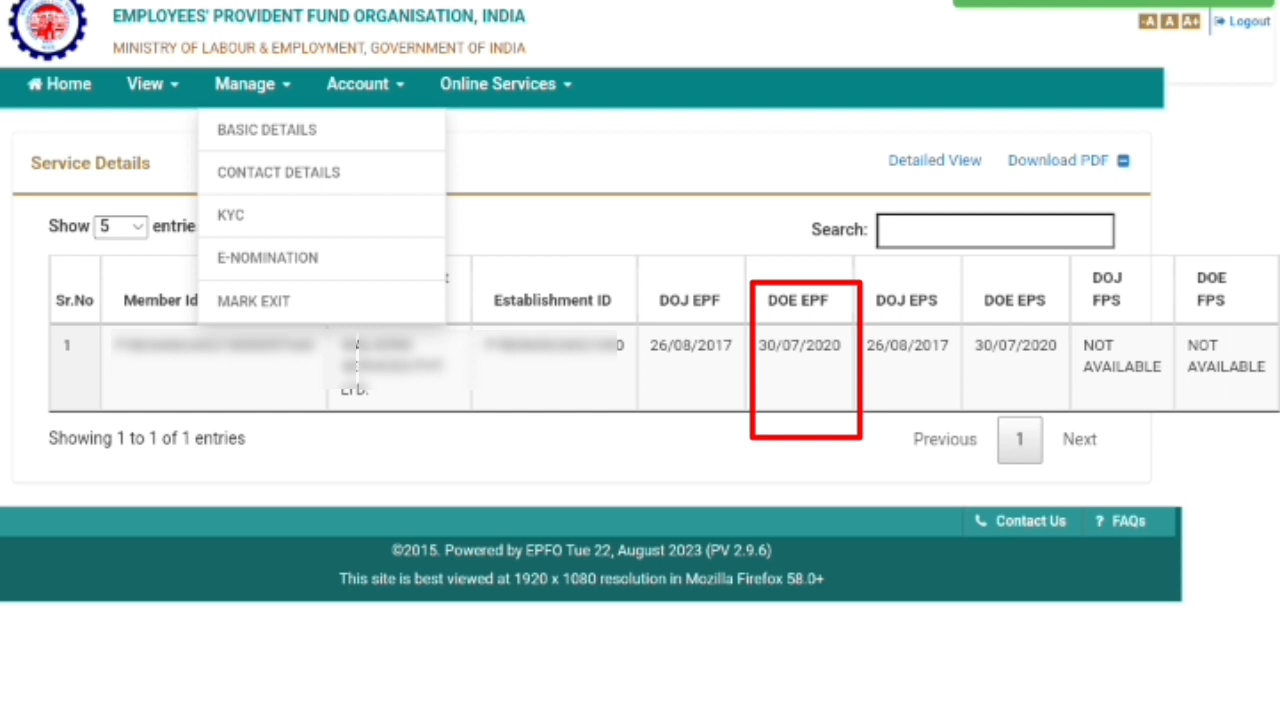 EMPLOYEES' PROVIDENT FUND ORGANISATION, INDIA
MINISTRY OF LABOUR & EMPLOYMENT, GOVERNMENT OF INDIA
-A A A+ Logout
Home View Manage Account Online Services
BASIC DETAILS
CONTACT DETAILS
KYC
E-NOMINATION
MARK EXIT
Service Details Detailed View Download PDF
Show 5 entrie Search:
Sr.No Member Id Establishment ID DOJ EPF DOE EPF DOJ EPS DOE EPS DOJ FPS DOE FPS
1 0 26/08/2017 30/07/2020 26/08/2017 30/07/2020 NOT AVAILABLE NOT AVAILABLE
LTD.
Showing 1 to 1 of 1 entries Previous 1 Next
Contact Us ? FAQs
©2015. Powered by EPFO Tue 22, August 2023 (PV 2.9.6)
This site is best viewed at 1920 x 1080 resolution in Mozilla Firefox 58.0+